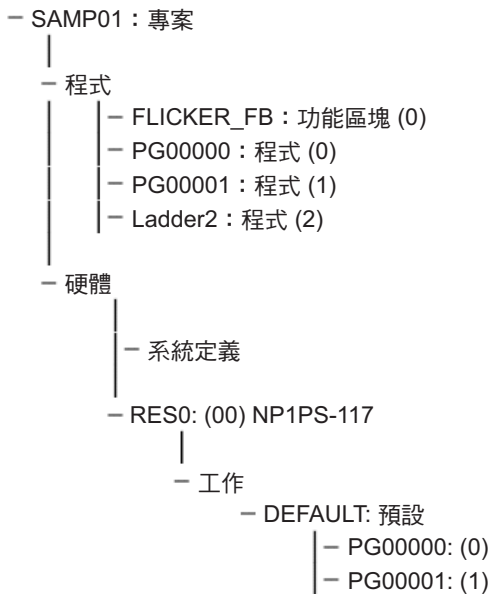 SAMP01：專案
程式
FLICKER_FB：功能區塊 (0)
PG00000：程式 (0)
PG00001：程式 (1)
Ladder2：程式 (2)
硬體
系統定義
RES0: (00) NP1PS-117
工作
DEFAULT: 預設
PG00000: (0)
PG00001: (1)